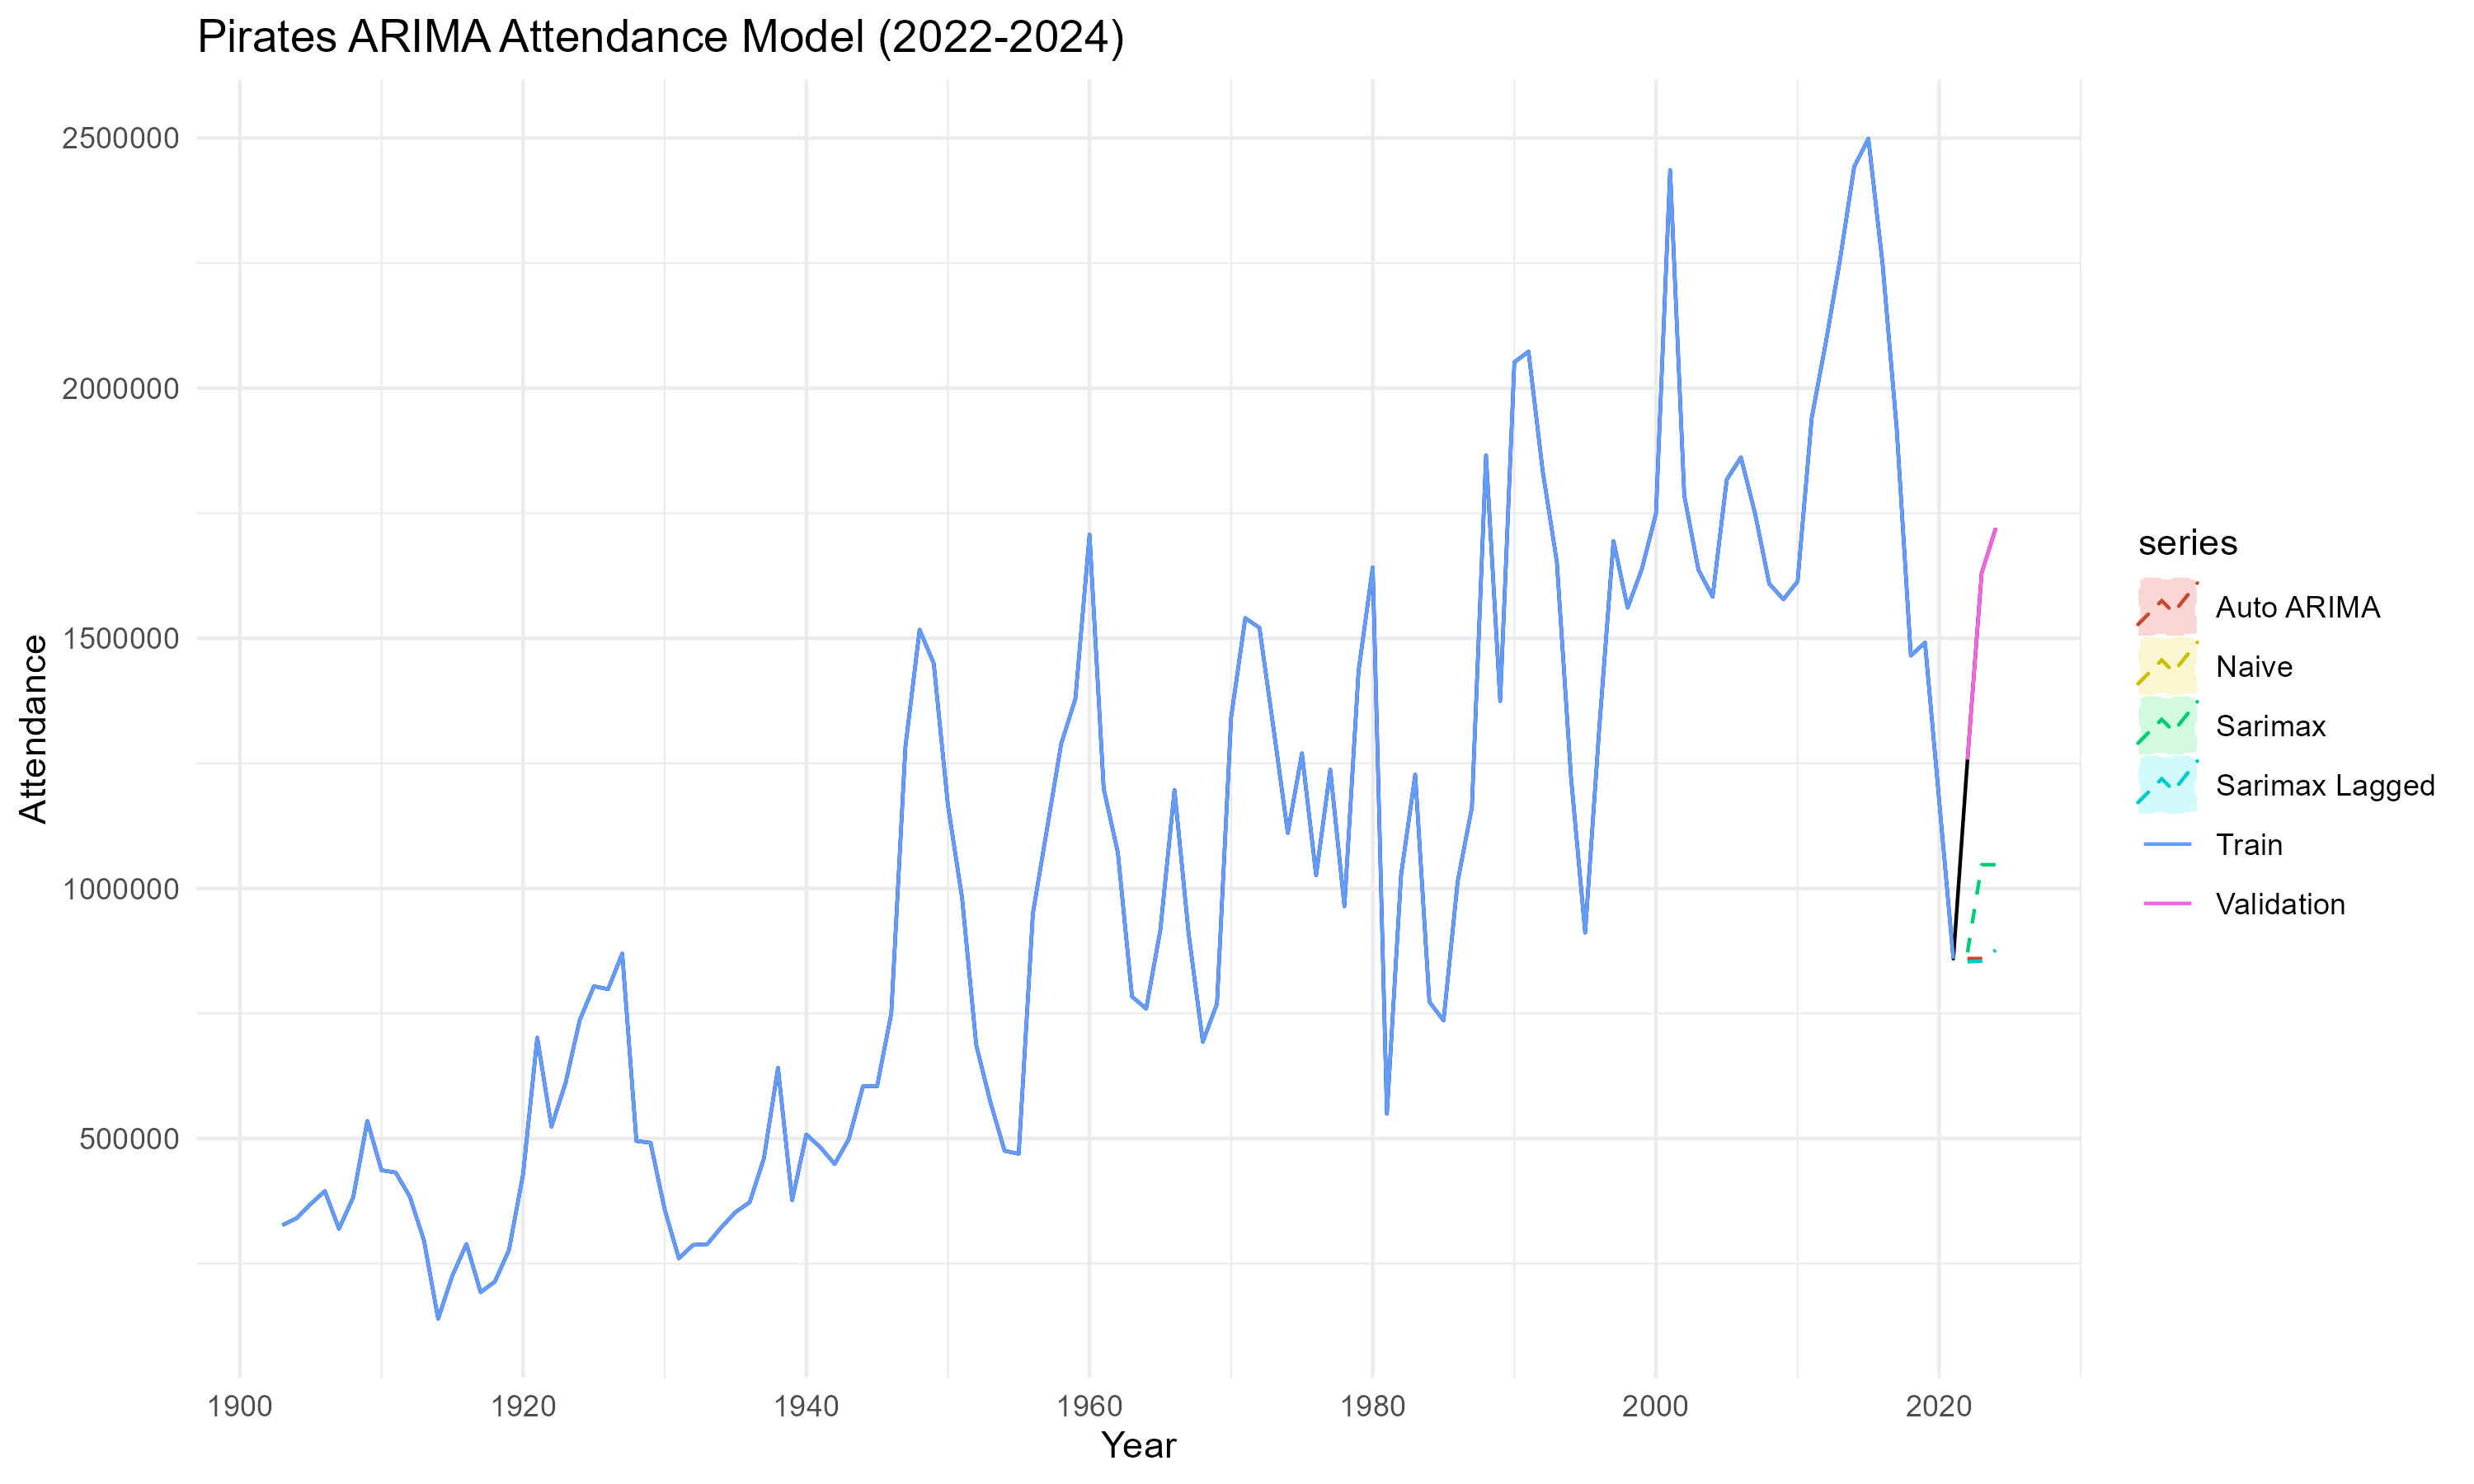 Pirates ARIMA Attendance Model (2022-2024)
2500000
2000000
1500000
1000000
500000
Attendance
1900
1920
1940
1960
1980
2000
2020
Year
series
Auto ARIMA
Naive
Sarimax
Sarimax Lagged
Train
Validation